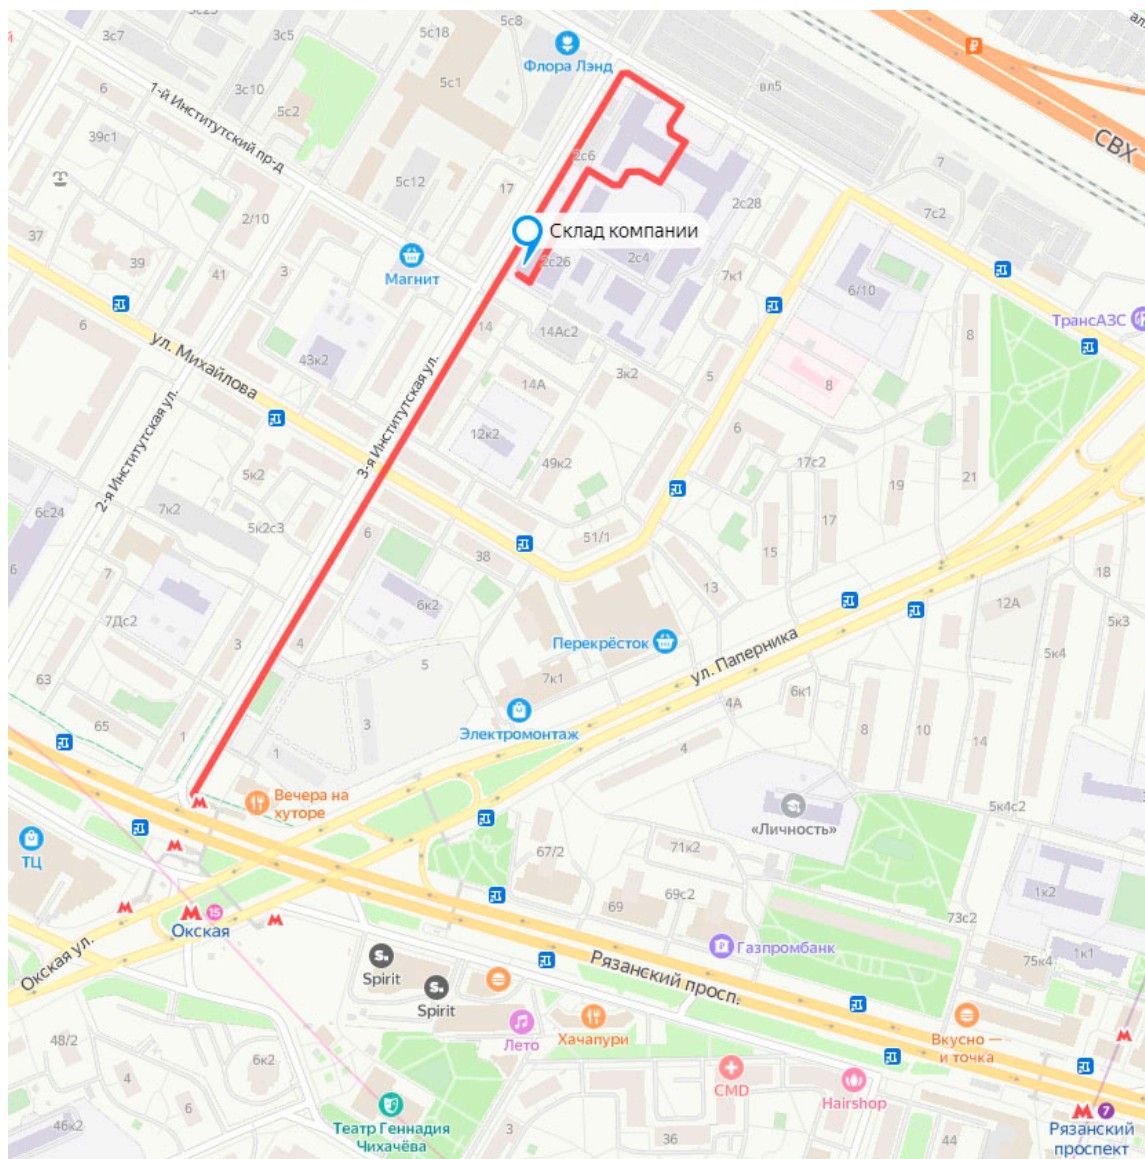 3с7
3с5
5с18
5с8
Флора Лэнд
5с1
вл5
СВХ
6
3с10
5с2
1-й Институтский пр-д
39с1
5с12
17
2с6
7
2с28
7с2
2/10
Склад компании
37
39
41
3
Магнит
2с26
2с4
7к1
6/10
ТрансАЗС
6
ул. Михайлова
43к2
14
14Ас2
8
14А
3к2
5
8
3-я Институтская ул.
2-я Институтская ул.
12к2
6
49к2
17с2
5к2
19
21
6с24
7к2
5к2с3
6
38
51/1
17
15
6
7
6к2
13
18
12А
7Дс2
3
4
5к3
Перекрёсток
ул. Паперника
63
5
7к1
6к1
5к4
4А
65
1
3
Электромонтаж
4
8
10
14
1
Вечера на
хуторе
5к4с2
«Личность»
ТЦ
67/2
71к2
1к2
69с2
15
Окская
69
73с2
Окская ул.
Spirit
Газпромбанк
75к4
1к1
Рязанский просп.
Spirit
Лето
Хачапури
Вкусно —
и точка
48/2
6к2
4
CMD
Hairshop
6
7
46к2
Театр Геннадия
Чихачёва
3
36
44
Рязанский
проспект